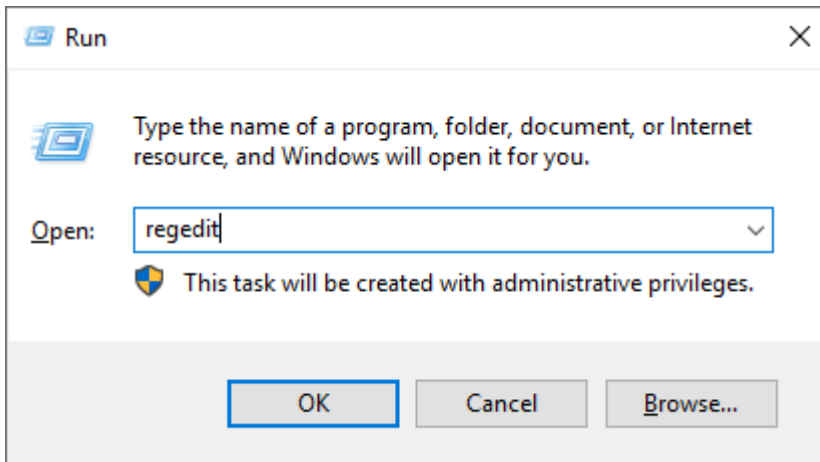 Run
Type the name of a program, folder, document, or Internet
resource, and Windows will open it for you.
Open: regedit
This task will be created with administrative privileges.
OK Cancel Browse...